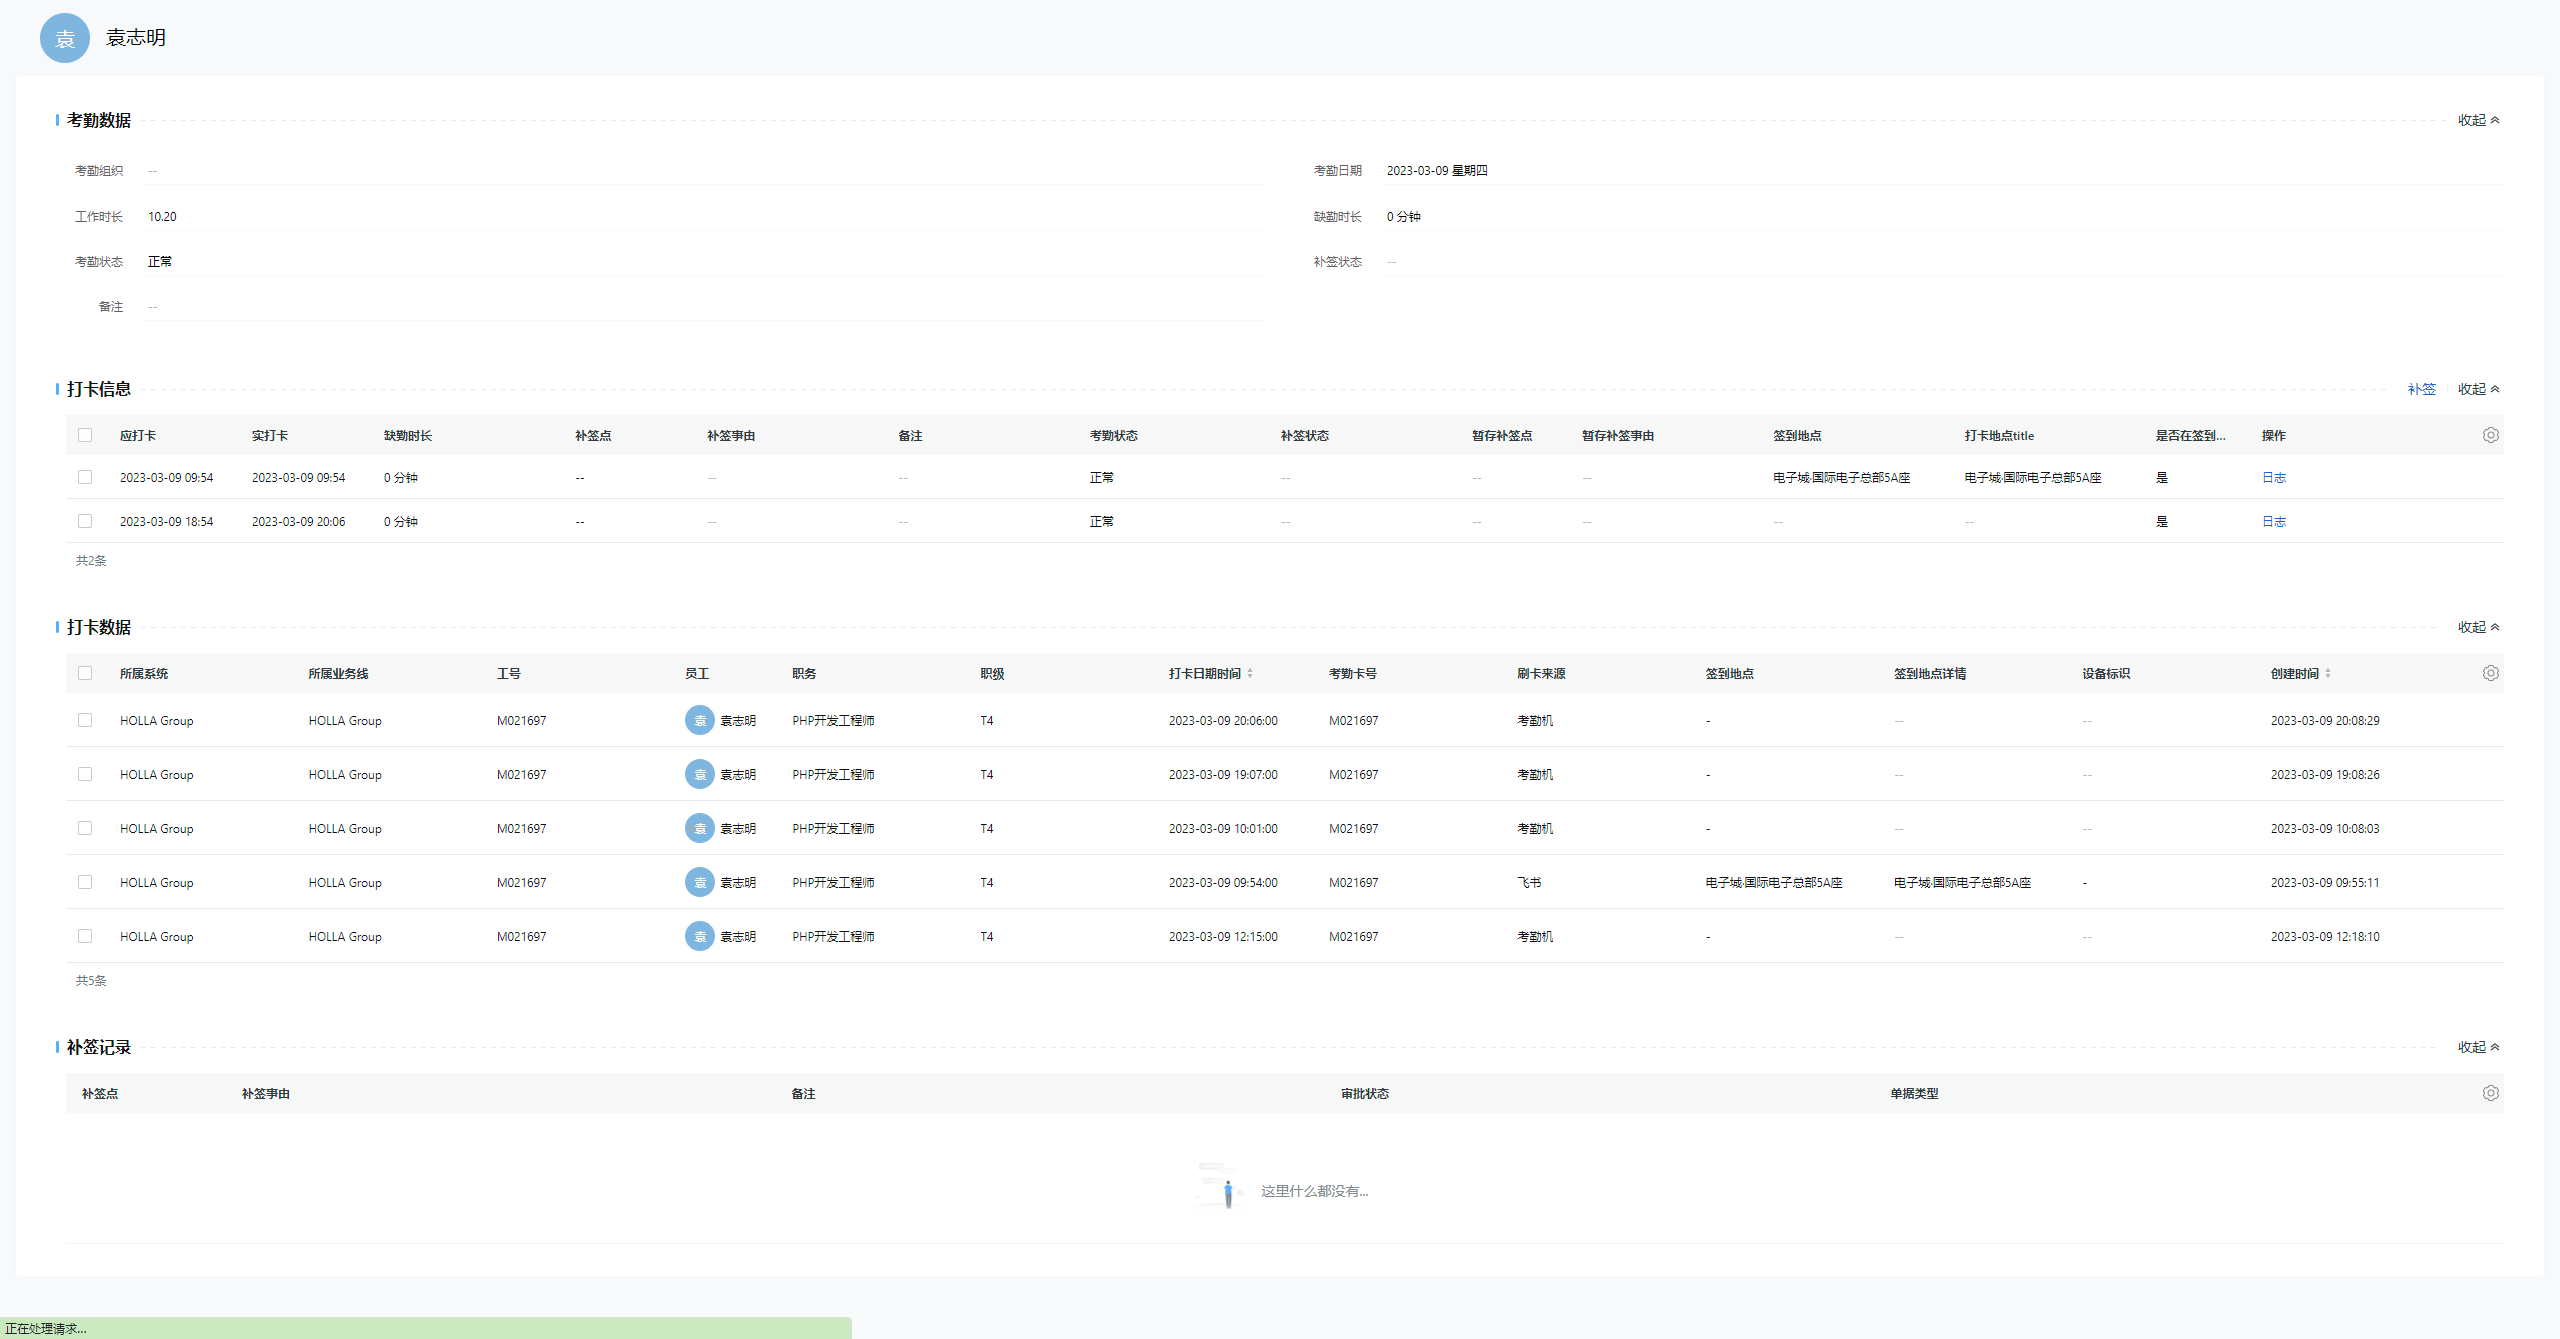 袁 袁志明
考勤数据 收起
考勤组织 -- 考勤日期 2023-03-09 星期四
工作时长 10.20 缺勤时长 0 分钟
考勤状态 正常 补签状态 --
备注 --
打卡信息 补签 收起
应打卡 实打卡 缺勤时长 补签点 补签事由 备注 考勤状态 补签状态 暂存补签点 暂存补签事由 签到地点 打卡地点title 是否在签到... 操作
2023-03-09 09:54 2023-03-09 09:54 0 分钟 -- -- -- 正常 -- -- -- 电子城·国际电子总部5A座 电子城·国际电子总部5A座 是 日志
2023-03-09 18:54 2023-03-09 20:06 0 分钟 -- -- -- 正常 -- -- -- -- -- 是 日志
共2条
打卡数据 收起
所属系统 所属业务线 工号 员工 职务 职级 打卡日期时间 考勤卡号 刷卡来源 签到地点 签到地点详情 设备标识 创建时间
HOLLA Group HOLLA Group M021697 袁 袁志明 PHP开发工程师 T4 2023-03-09 20:06:00 M021697 考勤机 - -- -- 2023-03-09 20:08:29
HOLLA Group HOLLA Group M021697 袁 袁志明 PHP开发工程师 T4 2023-03-09 19:07:00 M021697 考勤机 - -- -- 2023-03-09 19:08:26
HOLLA Group HOLLA Group M021697 袁 袁志明 PHP开发工程师 T4 2023-03-09 10:01:00 M021697 考勤机 - -- -- 2023-03-09 10:08:03
HOLLA Group HOLLA Group M021697 袁 袁志明 PHP开发工程师 T4 2023-03-09 09:54:00 M021697 飞书 电子城·国际电子总部5A座 电子城·国际电子总部5A座 - 2023-03-09 09:55:11
HOLLA Group HOLLA Group M021697 袁 袁志明 PHP开发工程师 T4 2023-03-09 12:15:00 M021697 考勤机 - -- -- 2023-03-09 12:18:10
共5条
补签记录 收起
补签点 补签事由 备注 审批状态 单据类型
这里什么都没有...
正在处理请求...